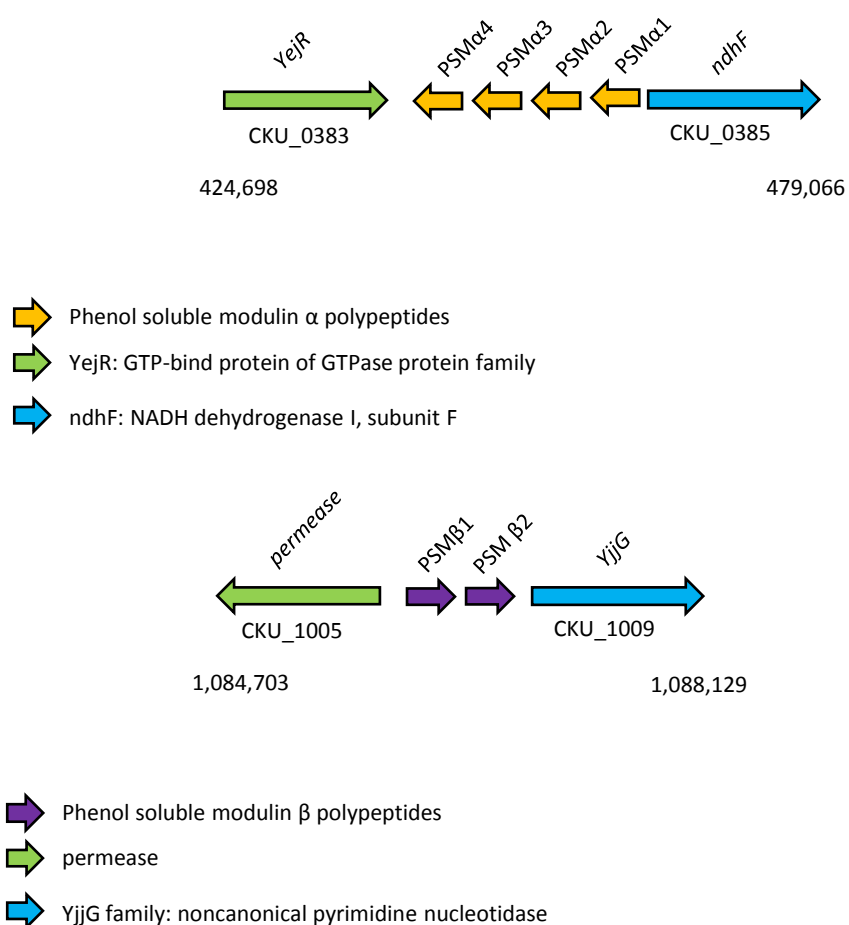 YejR PSMα4 PSMα3 PSMα2 PSMα1 ndhF
CKU_0383 CKU_0385
424,698 479,066
Phenol soluble modulin α polypeptides
YejR: GTP-bind protein of GTPase protein family
ndhF: NADH dehydrogenase I, subunit F
permease PSMβ1 PSM β2 YjjG
CKU_1005 CKU_1009
1,084,703 1,088,129
Phenol soluble modulin β polypeptides
permease
YjjG family: noncanonical pyrimidine nucleotidase